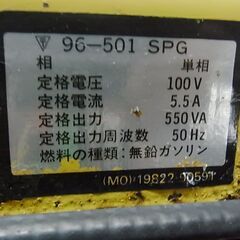 96-501 SPG
相 単相
定格電圧 100V
定格電流 5.5A
定格出力 550VA
定格出力周波数 50Hz
燃料の種類:無鉛ガソリン
(MO)19822-90591